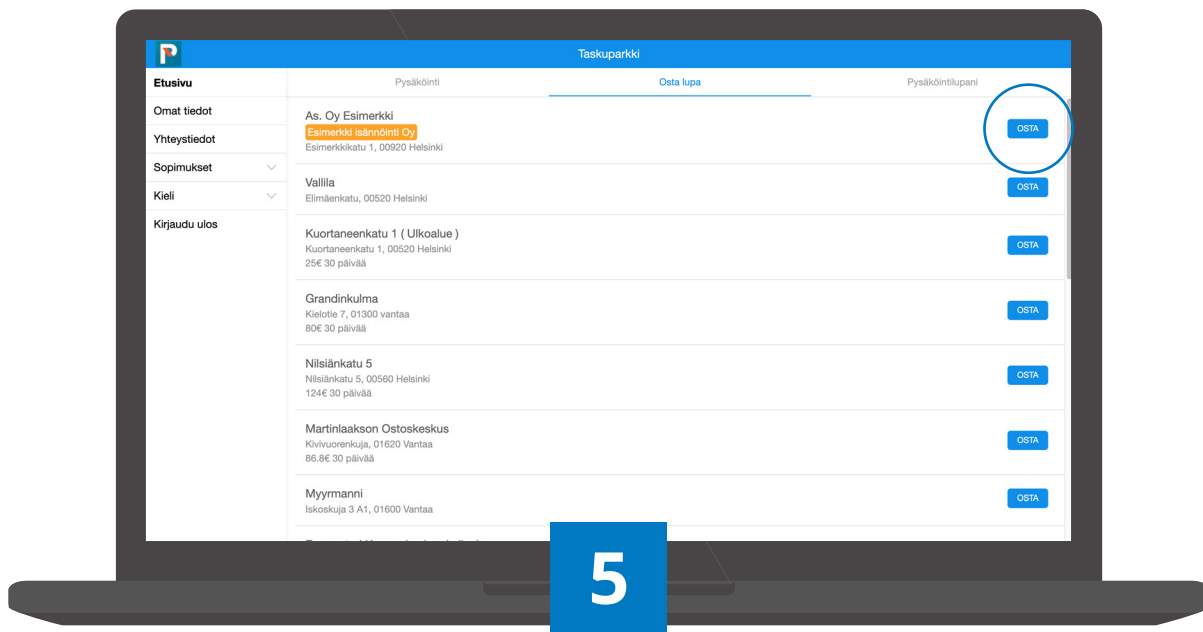 Taskuparkki
Etusivu
Omat tiedot
Yhteystiedot
Sopimukset
Kieli
Kirjaudu ulos
Pysäköinti
Osta lupa
Pysäköintilupani
As. Oy Esimerkki
Esimerkki isännöinti Oy
Esimerkkikatu 1, 00920 Helsinki
OSTA
Vallila
Elimäenkatu, 00520 Helsinki
OSTA
Kuortaneenkatu 1 ( Ulkoalue )
Kuortaneenkatu 1, 00520 Helsinki
25€ 30 päivää
OSTA
Grandinkulma
Kielotie 7, 01300 vantaa
80€ 30 päivää
OSTA
Nilsiänkatu 5
Nilsiänkatu 5, 00560 Helsinki
124€ 30 päivää
OSTA
Martinlaakson Ostoskeskus
Kivivuorenkuja, 01620 Vantaa
86.8€ 30 päivää
OSTA
Myyrmanni
Iskoskuja 3 A1, 01600 Vantaa
OSTA
5